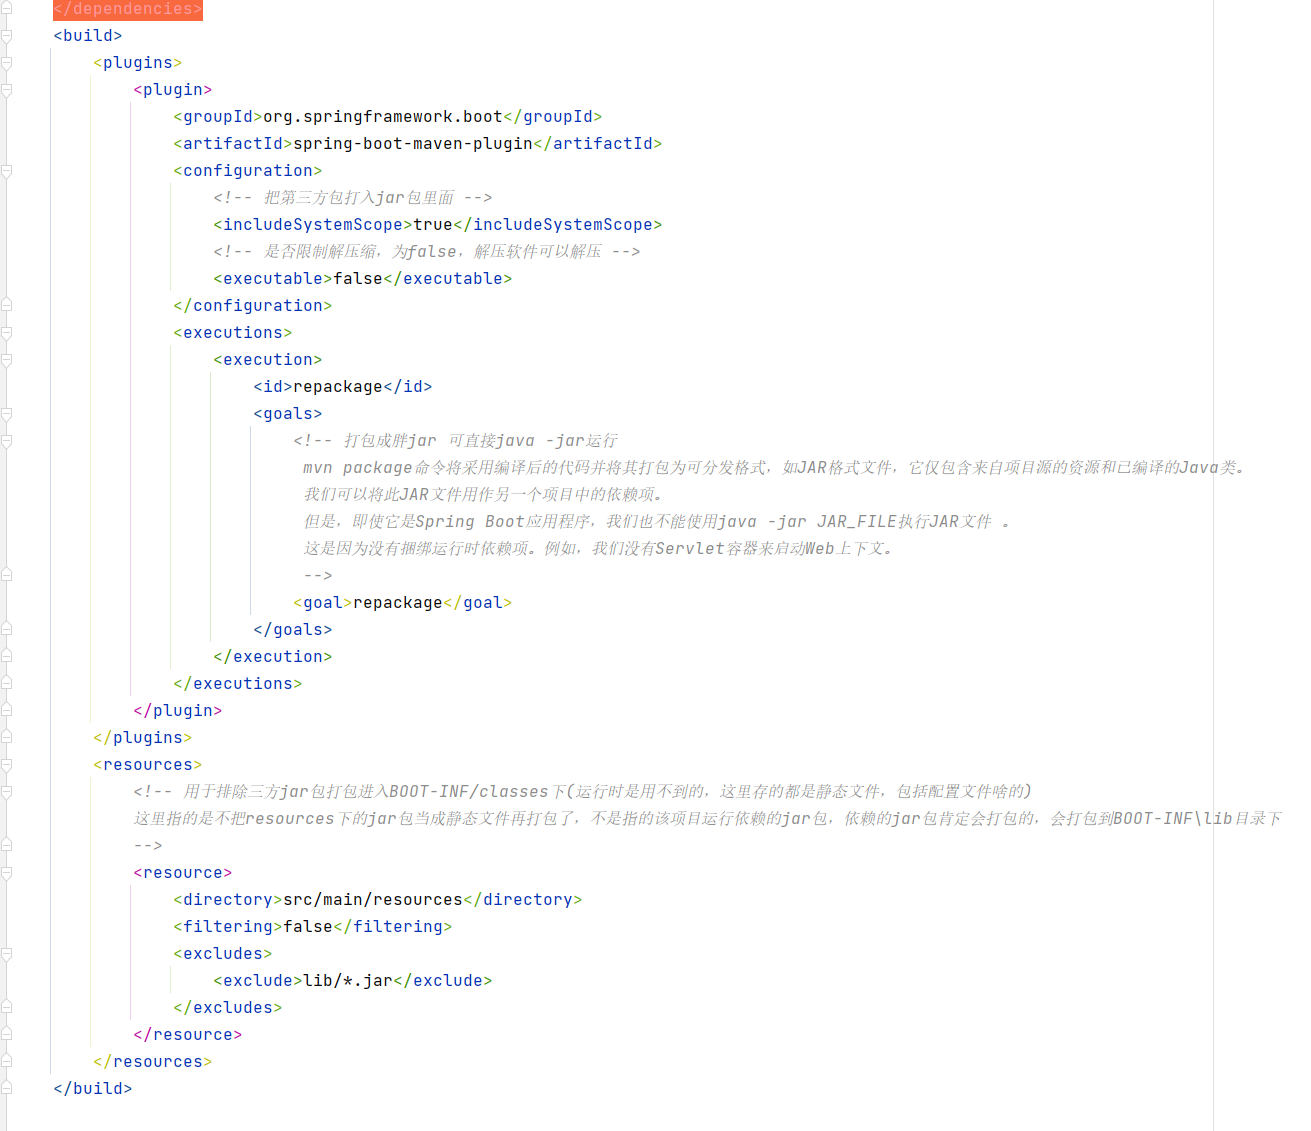 </dependencies>
<build>
<plugins>
<plugin>
<groupId>org.springframework.boot</groupId>
<artifactId>spring-boot-maven-plugin</artifactId>
<configuration>
<!-- 把第三方包打入jar包里面 -->
<includeSystemScope>true</includeSystemScope>
<!-- 是否限制解压缩，为false，解压软件可以解压 -->
<executable>false</executable>
</configuration>
<executions>
<execution>
<id>repackage</id>
<goals>
<!-- 打包成胖jar 可直接java -jar运行
mvn package命令将采用编译后的代码并将其打包为可分发格式，如JAR格式文件，它仅包含来自项目源的资源和已编译的Java类。
我们可以将此JAR文件用作另一个项目中的依赖项。
但是，即使它是Spring Boot应用程序，我们也不能使用java -jar JAR_FILE执行JAR文件 。
这是因为没有捆绑运行时依赖项。例如，我们没有Servlet容器来启动Web上下文。
-->
<goal>repackage</goal>
</goals>
</execution>
</executions>
</plugin>
</plugins>
<resources>
<!-- 用于排除三方jar包打包进入BOOT-INF/classes下(运行时是用不到的，这里存的都是静态文件，包括配置文件啥的)
这里指的是不把resources下的jar包当成静态文件再打包了，不是指的该项目运行依赖的jar包，依赖的jar包肯定会打包的，会打包到BOOT-INF\lib目录下
-->
<resource>
<directory>src/main/resources</directory>
<filtering>false</filtering>
<excludes>
<exclude>lib/*.jar</exclude>
</excludes>
</resource>
</resources>
</build>